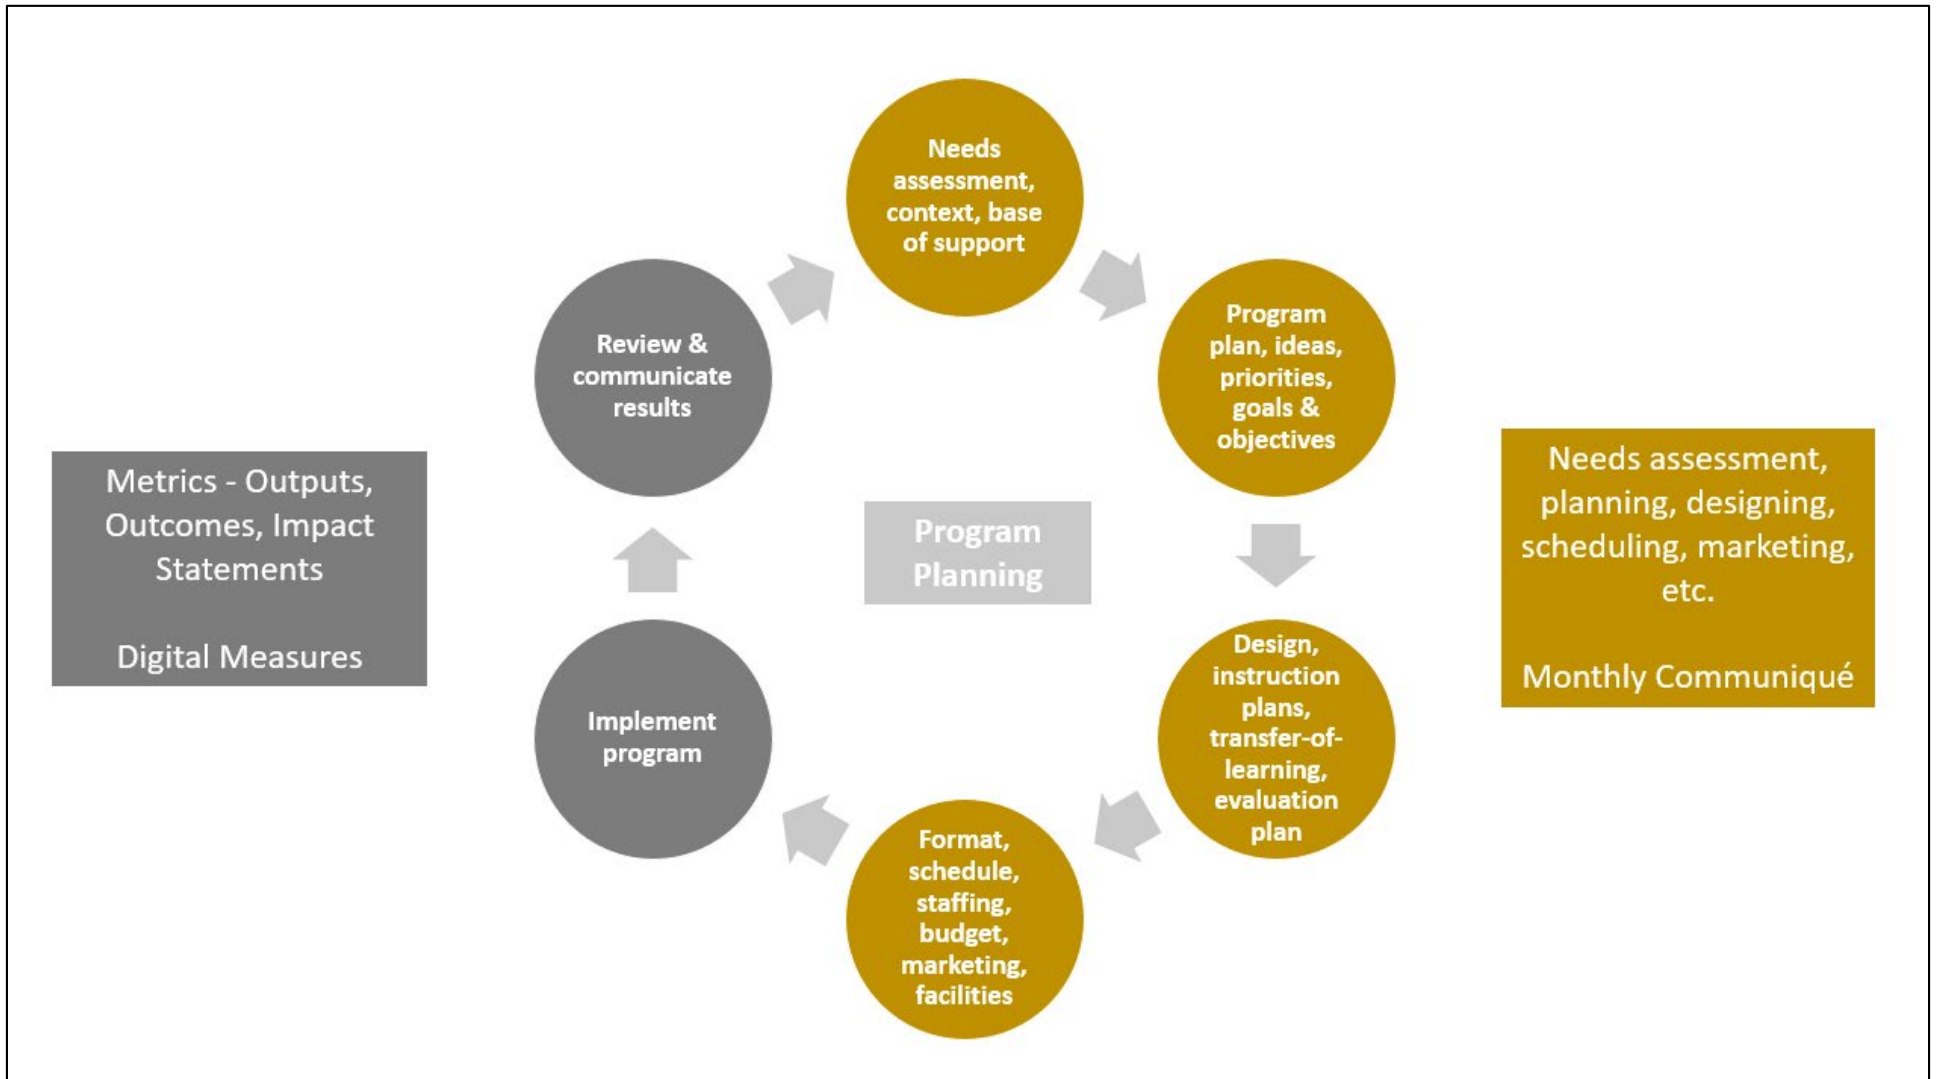 Needs
assessment,
context, base
of support
Program
plan, ideas,
priorities,
goals &
objectives
Design,
instruction
plans,
transfer-of-
learning,
evaluation
plan
Format,
schedule,
staffing,
budget,
marketing,
facilities
Implement
program
Review &
communicate
results
Program
Planning
Metrics - Outputs,
Outcomes, Impact
Statements
Digital Measures
Needs assessment,
planning, designing,
scheduling, marketing,
etc.
Monthly Communiqué